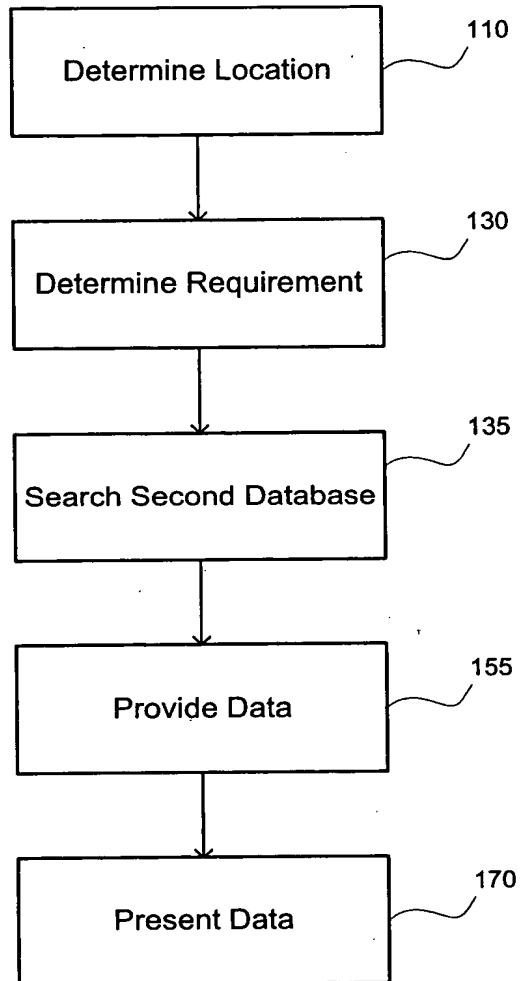 110
Determine Location
130
Determine Requirement
135
Search Second Database
155
Provide Data
170
Present Data